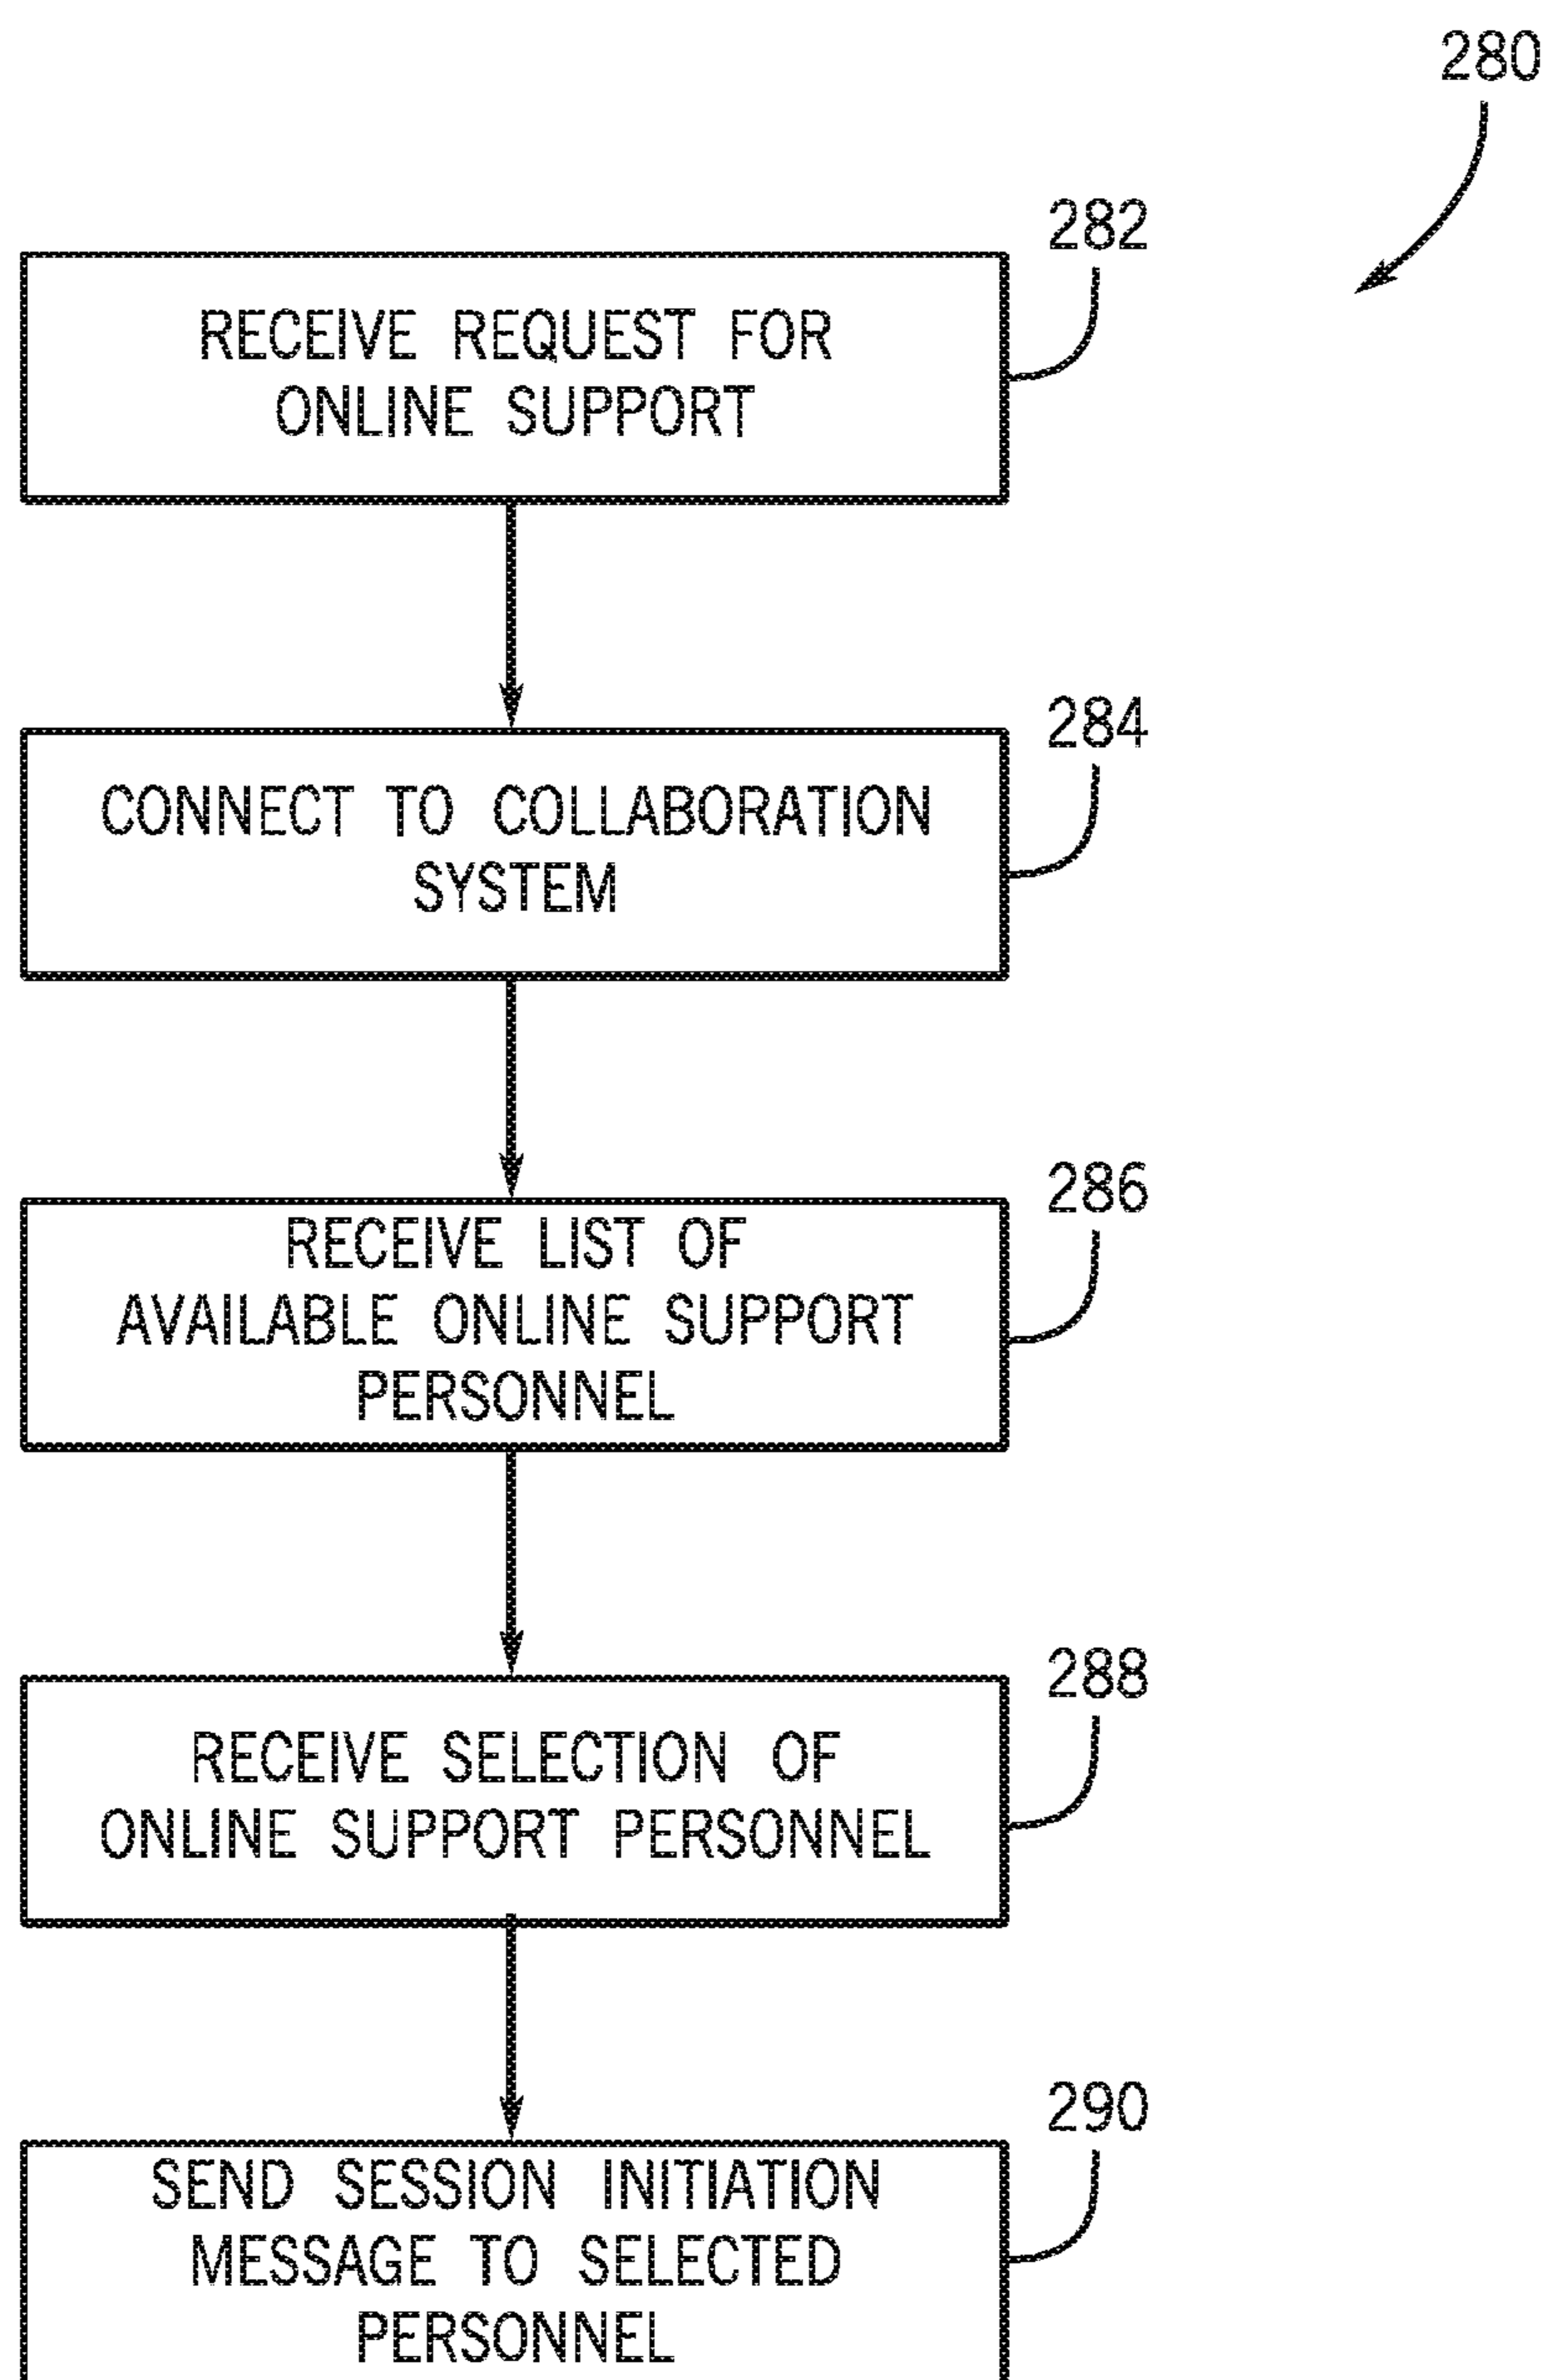 280
282
RECEIVE REQUEST FOR
ONLINE SUPPORT
284
CONNECT TO COLLABORATION
SYSTEM
286
RECEIVE LIST OF
AVAILABLE ONLINE SUPPORT
PERSONNEL
288
RECEIVE SELECTION OF
ONLINE SUPPORT PERSONNEL
290
SEND SESSION INITIATION
MESSAGE TO SELECTED
PERSONNEL